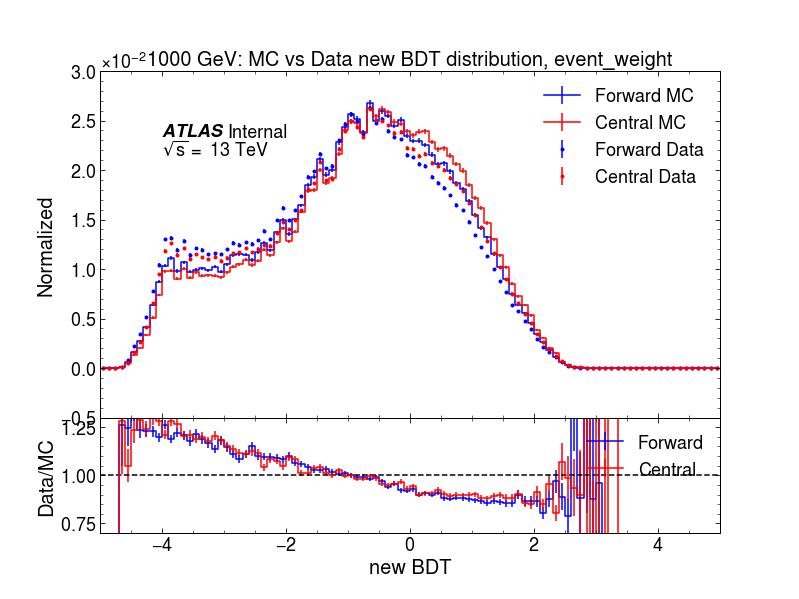 ×10−2 1000 GeV: MC vs Data new BDT distribution, event_weight
3.0
2.5
2.0
1.5
1.0
0.5
0.0
0.5
Normalized
ATLAS Internal
√s = 13 TeV
Forward MC
Central MC
Forward Data
Central Data
1.25
1.00
0.75
Data/MC
Forward
Central
−4
−2
0
2
4
new BDT